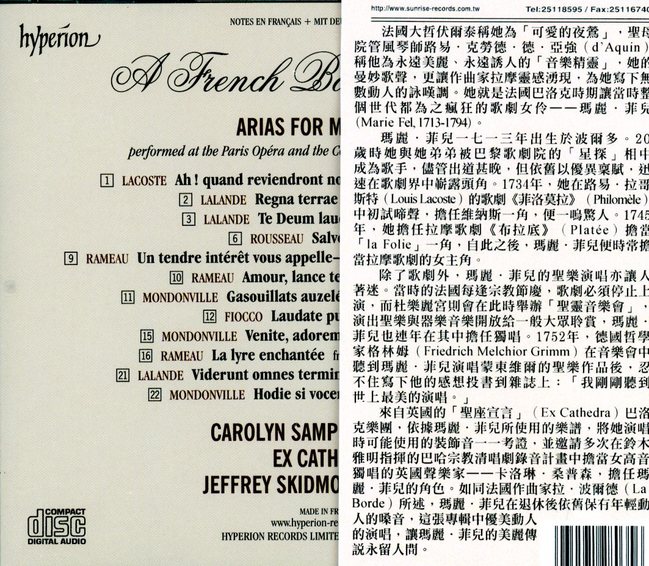 NOTES EN FRANÇAIS + MIT DEU
hyperion
A French Ba
ARIAS FOR M
performed at the Paris Opéra and the Co
1 LACOSTE Ah! quand reviendront no
2 LALANDE Regna terrae
3 LALANDE Te Deum lau
6 ROUSSEAU Salv
9 RAMEAU Un tendre intérêt vous appelle–
10 RAMEAU Amour, lance te
11 MONDONVILLE Gasouillats auzelé
12 FIOCCO Laudate pu
15 MONDONVILLE Venite, adorem
16 RAMEAU La lyre enchantée fr
21 LALANDE Viderunt omnes termin
22 MONDONVILLE Hodie si vocem
CAROLYN SAMP
EX CATH
JEFFREY SKIDMO
COMPACT
disc
DIGITAL AUDIO
MADE IN FR
www.hyperion-re
HYPERION RECORDS LIMITE
http://www.sunrise-records.com.tw Tel:25118595 / Fax:25116740
法國大哲伏爾泰稱她為「可愛的夜鶯」，聖母
院管風琴師路易．克勞德．德．亞強（d'Aquin）
稱他為永遠美麗、永遠誘人的「音樂精靈」，她的
曼妙歌聲，更讓作曲家拉摩靈感湧現，為她寫下無
數動人的詠嘆調。她就是法國巴洛克時期讓當時整
個世代都為之瘋狂的歌劇女伶——瑪麗．菲兒
(Marie Fel, 1713-1794)。
瑪麗．菲兒一七一三年出生於波爾多。20
歲時她與她弟弟被巴黎歌劇院的「星探」相中
成為歌手，儘管出道甚晚，但依舊以優異稟賦，迅
速在歌劇界中嶄露頭角。1734年，她在路易．拉哥
斯特（Louis Lacoste）的歌劇《菲洛莫拉》（Philomèle）
中初試啼聲，擔任維納斯一角，便一鳴驚人。1745
年，她擔任拉摩歌劇《布拉底》（Platée）擔當
「la Folie」一角，自此之後，瑪麗．菲兒便時常擔
當拉摩歌劇的女主角。
除了歌劇外，瑪麗．菲兒的聖樂演唱亦讓人
著迷。當時的法國每逢宗教節慶，歌劇必須停止上
演，而杜樂麗宮則會在此時舉辦「聖靈音樂會」，
演出聖樂與器樂音樂開放給一般大眾聆賞，瑪麗．
菲兒也連年在其中擔任獨唱。1752年，德國哲學
家格林姆（Friedrich Melchior Grimm）在音樂會中
聽到瑪麗．菲兒演唱蒙東維爾的聖樂作品後，忍
不住寫下他的感想投書到雜誌上：「我剛剛聽到
世上最美的演唱。」
來自英國的「聖座宣言」（Ex Cathedra）巴洛
克樂團，依據瑪麗．菲兒所使用的樂譜，將她演唱
時可能使用的裝飾音一一考證，並邀請多次在鈴木
雅明指揮的巴哈宗教清唱劇錄音計畫中擔當女高音
獨唱的英國聲樂家——卡洛琳．桑普森，擔任瑪
麗．菲兒的角色。如同法國作曲家拉．波爾德（La
Borde）所述，瑪麗．菲兒在退休後依舊保有年輕動
人的嗓音，這張專輯中優美動人
的演唱，讓瑪麗．菲兒的美麗傳
說永留人間。